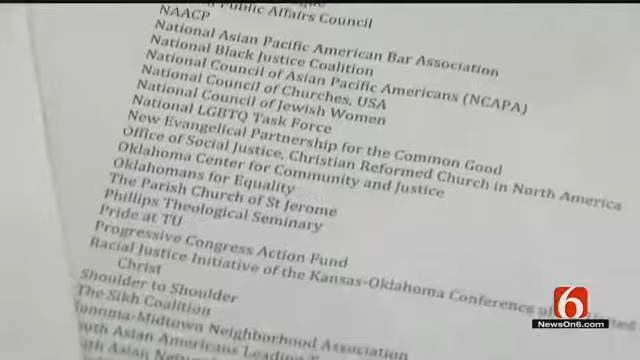 Public Affairs Council
NAACP
National Asian Pacific American Bar Association
National Black Justice Coalition
National Council of Asian Pacific Americans (NCAPA)
National Council of Churches, USA
National Council of Jewish Women
National LGBTQ Task Force
New Evangelical Partnership for the Common Good
Office of Social Justice, Christian Reformed Church in North America
Oklahoma Center for Community and Justice
Oklahomans for Equality
The Parish Church of St Jerome
Phillips Theological Seminary
Pride at TU
Progressive Congress Action Fund
Racial Justice Initiative of the Kansas-Oklahoma Conference of
Christ
Shoulder to Shoulder
The Sikh Coalition
Midtown Neighborhood Association
Asian Americans Leading
Asian
6
NewsOn6.com